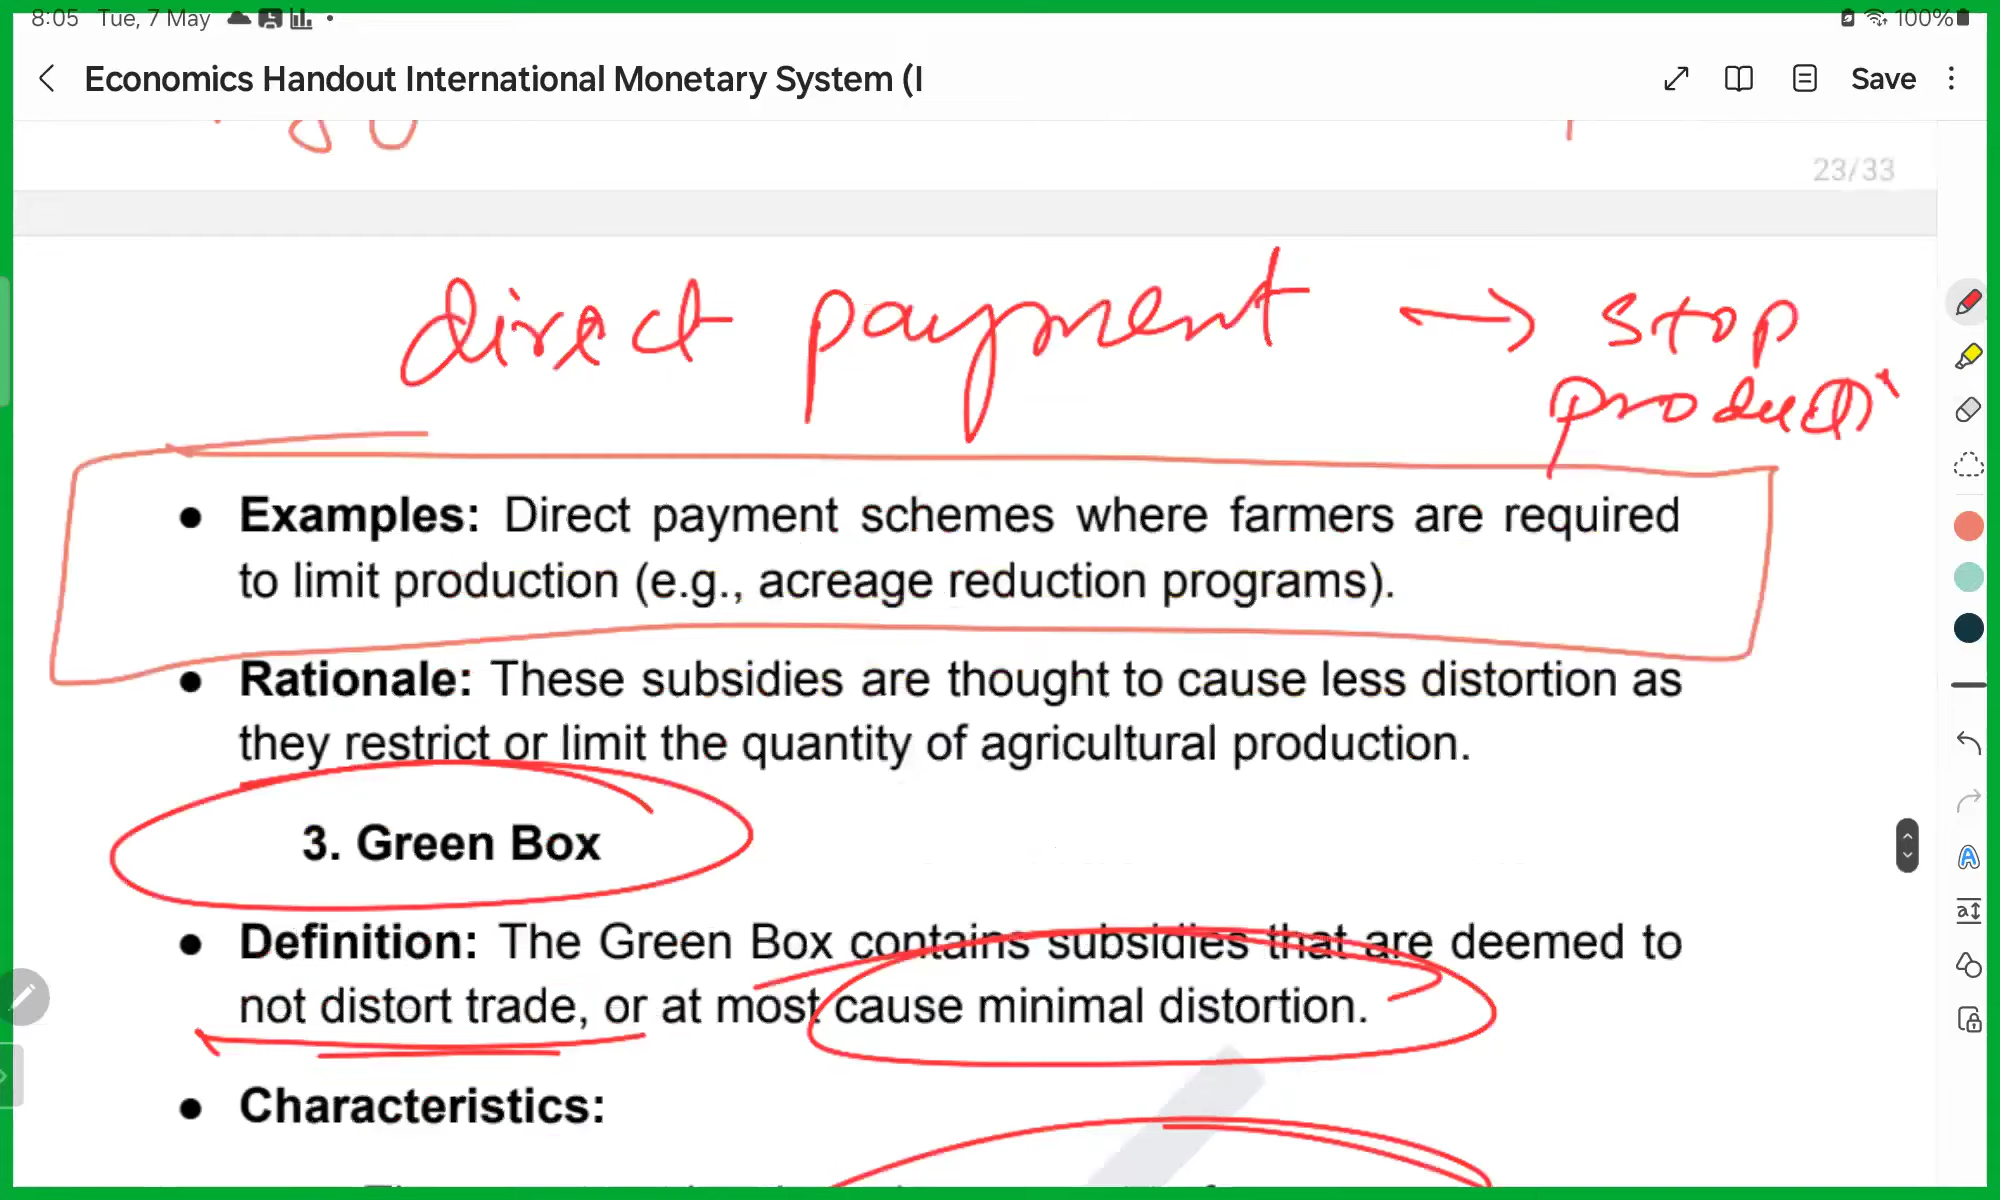 8:05 Tue, 7 May
100%
Economics Handout International Monetary System (I
Save
23/33
direct payment → stop
Examples: Direct payment schemes where farmers are required
to limit production (e.g., acreage reduction programs).
Rationale: These subsidies are thought to cause less distortion as
they restrict or limit the quantity of agricultural production.
3. Green Box
Definition: The Green Box contains subsidies that are deemed to
not distort trade, or at most cause minimal distortion.
Characteristics: